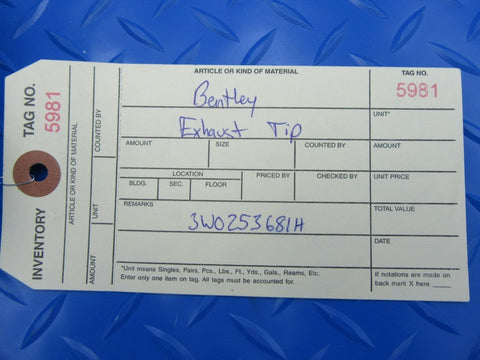 INVENTORY
TAG NO.
5981
ARTICLE OR KIND OF MATERIAL
AMOUNT
UNIT
COUNTED BY
ARTICLE OR KIND OF MATERIAL
TAG NO.
Bentley
5981
Exhaust Tip
UNIT*
AMOUNT
SIZE
COUNTED BY
AMOUNT
LOCATION
PRICED BY
CHECKED BY
UNIT PRICE
BLDG.
SEC.
FLOOR
REMARKS
TOTAL VALUE
3W0253681H
DATE
*Unit means Singles, Pairs, Pcs., Lbs., Ft., Yds., Gals., Reams, Etc.
Enter only one item on tag. All tags must be accounted for.
If notations are made on
back mark X here